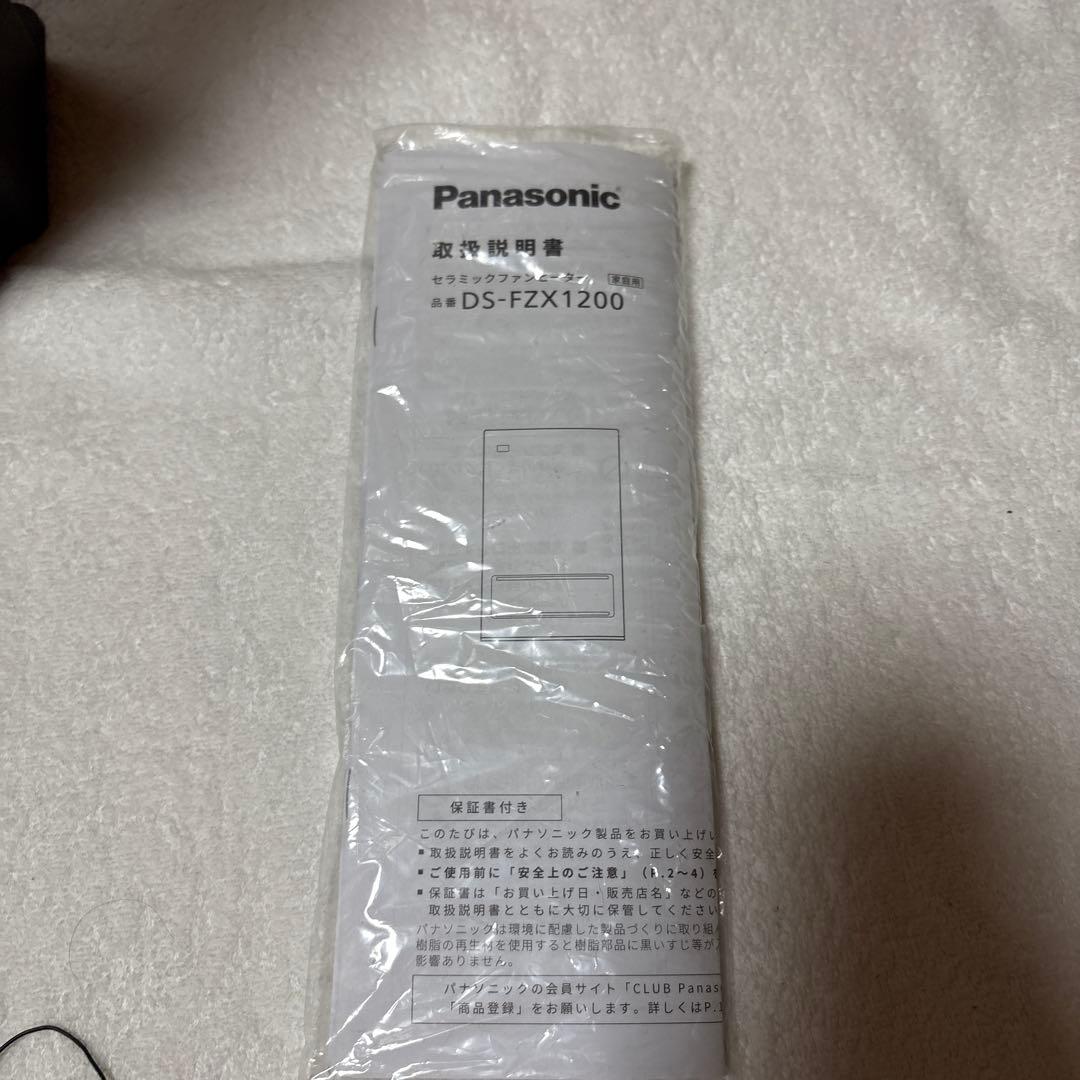 Panasonic
取扱説明書
セラミックファンヒーター 家庭用
品番 DS-FZX1200
保証書付き
このたびは、パナソニック製品をお買い上げい
■取扱説明書をよくお読みのうえ、正しく安全
■ご使用前に「安全上のご注意」(P.2～4)を
■保証書は「お買い上げ日・販売店名」などの
取扱説明書とともに大切に保管してください
パナソニックは環境に配慮した製品づくりに取り組
樹脂の再生材を使用すると樹脂部品に黒いすじ等が
影響ありません。
パナソニックの会員サイト「CLUB Panas
「商品登録」をお願いします。詳しくはP.1